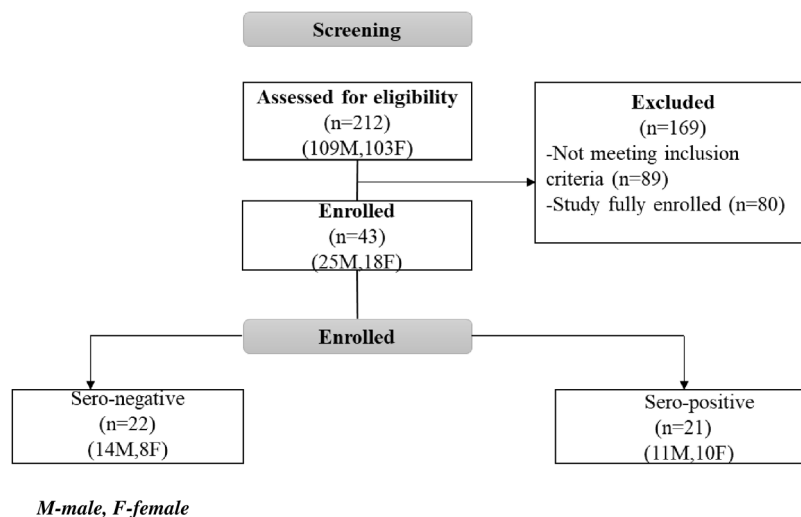 Screening
Assessed for eligibility
(n=212)
(109M,103F)
Excluded
(n=169)
-Not meeting inclusion
criteria (n=89)
-Study fully enrolled (n=80)
Enrolled
(n=43)
(25M,18F)
Enrolled
Sero-negative
(n=22)
(14M,8F)
Sero-positive
(n=21)
(11M,10F)
M-male, F-female